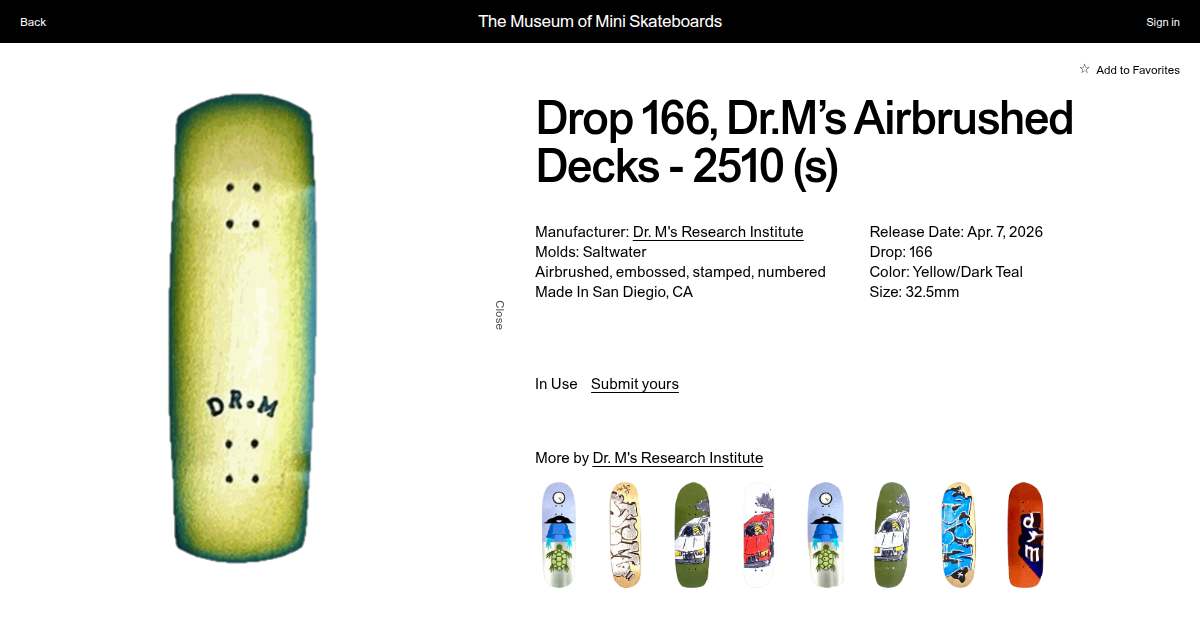 Back
The Museum of Mini Skateboards
Sign in
☆ Add to Favorites
Drop 166, Dr.M’s Airbrushed
Decks - 2510 (s)
Manufacturer: Dr. M's Research Institute
Molds: Saltwater
Airbrushed, embossed, stamped, numbered
Made In San Diegio, CA
Release Date: Apr. 7, 2026
Drop: 166
Color: Yellow/Dark Teal
Size: 32.5mm
DR.M
Close
In Use Submit yours
More by Dr. M's Research Institute